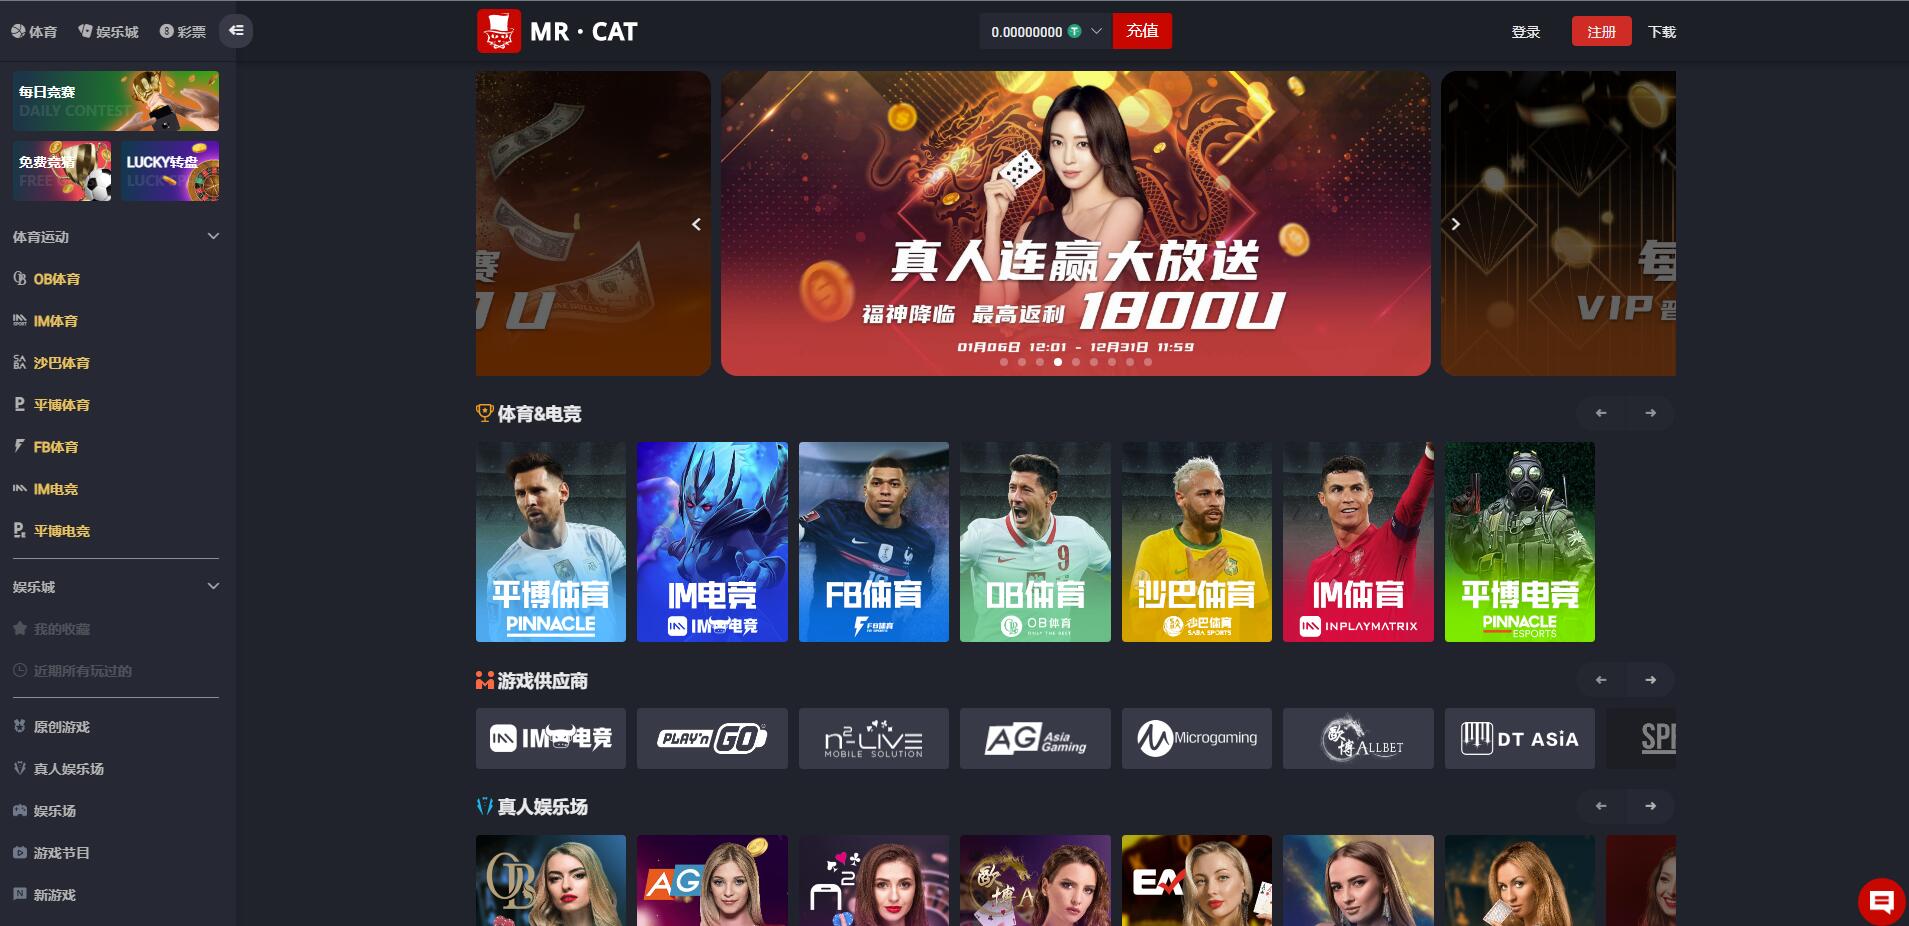 体育 娱乐城 彩票
MR·CAT
0.00000000
充值
登录 注册 下载
每日竞赛
DAILY CONTEST
免费竞猜
FREE
LUCKY转盘
体育运动
OB体育
IM体育
沙巴体育
平博体育
FB体育
IM电竞
平博电竞
娱乐城
我的收藏
近期所有玩过的
原创游戏
真人娱乐场
娱乐场
游戏节目
新游戏
真人连赢大放送
福神降临 最高返利 1800U
01月06日 12:01 - 12月31日 11:59
VIP
体育&电竞
平博体育
PINNACLE
IM电竞
IM电竞
FB体育
FB体育
FB SPORTS
OB体育
OB体育
ONLY THE BEST
沙巴体育
沙巴体育
SABA SPORTS
IM体育
INPLAYMATRIX
平博电竞
PINNACLE
ESPORTS
游戏供应商
IM电竞
PLAY'n GO
n2-LIVE
MOBILE SOLUTION
AG Asia Gaming
Microgaming
歐博 ALLBET
DT ASiA
真人娱乐场
OB
AG
n2
歐博
EA